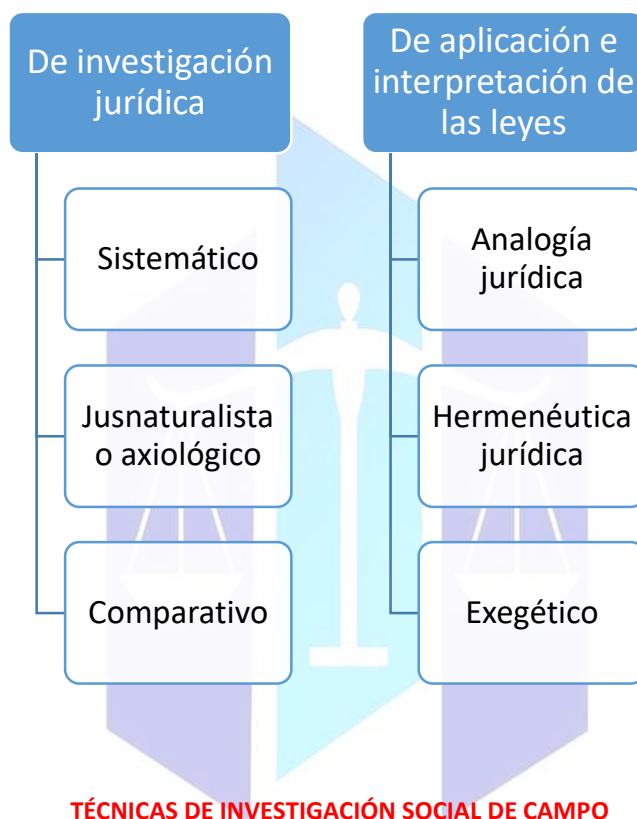 De investigación
jurídica
Sistemático
Jusnaturalista
o axiológico
Comparativo
De aplicación e
interpretación de
las leyes
Analogía
jurídica
Hermenéutica
jurídica
Exegético
TÉCNICAS DE INVESTIGACIÓN SOCIAL DE CAMPO